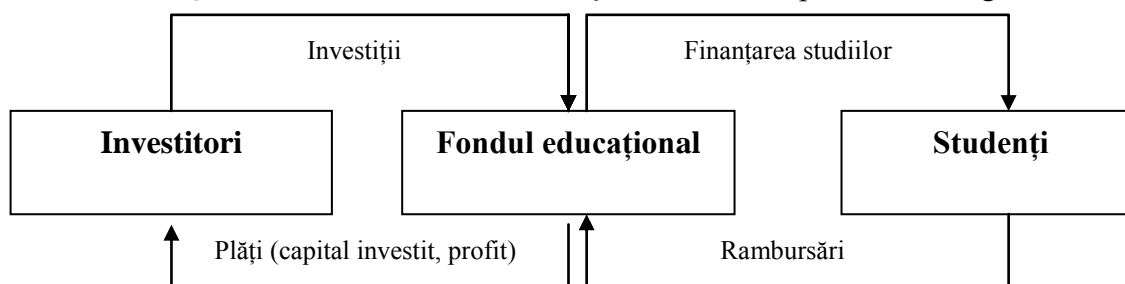 Investiții
Finanțarea studiilor
Investitori
Fondul educațional
Studenți
Plăți (capital investit, profit)
Rambursări